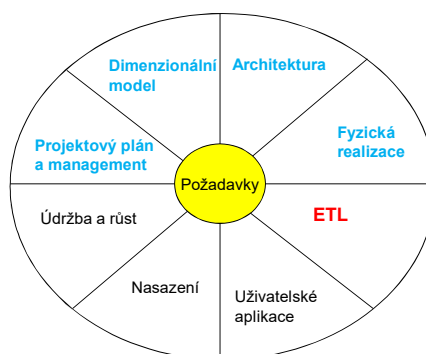 Dimenzionální
model
Architektura
Projektový plán
a management
Fyzická
realizace
Požadavky
Údržba a růst
ETL
Nasazení
Uživatelské
aplikace